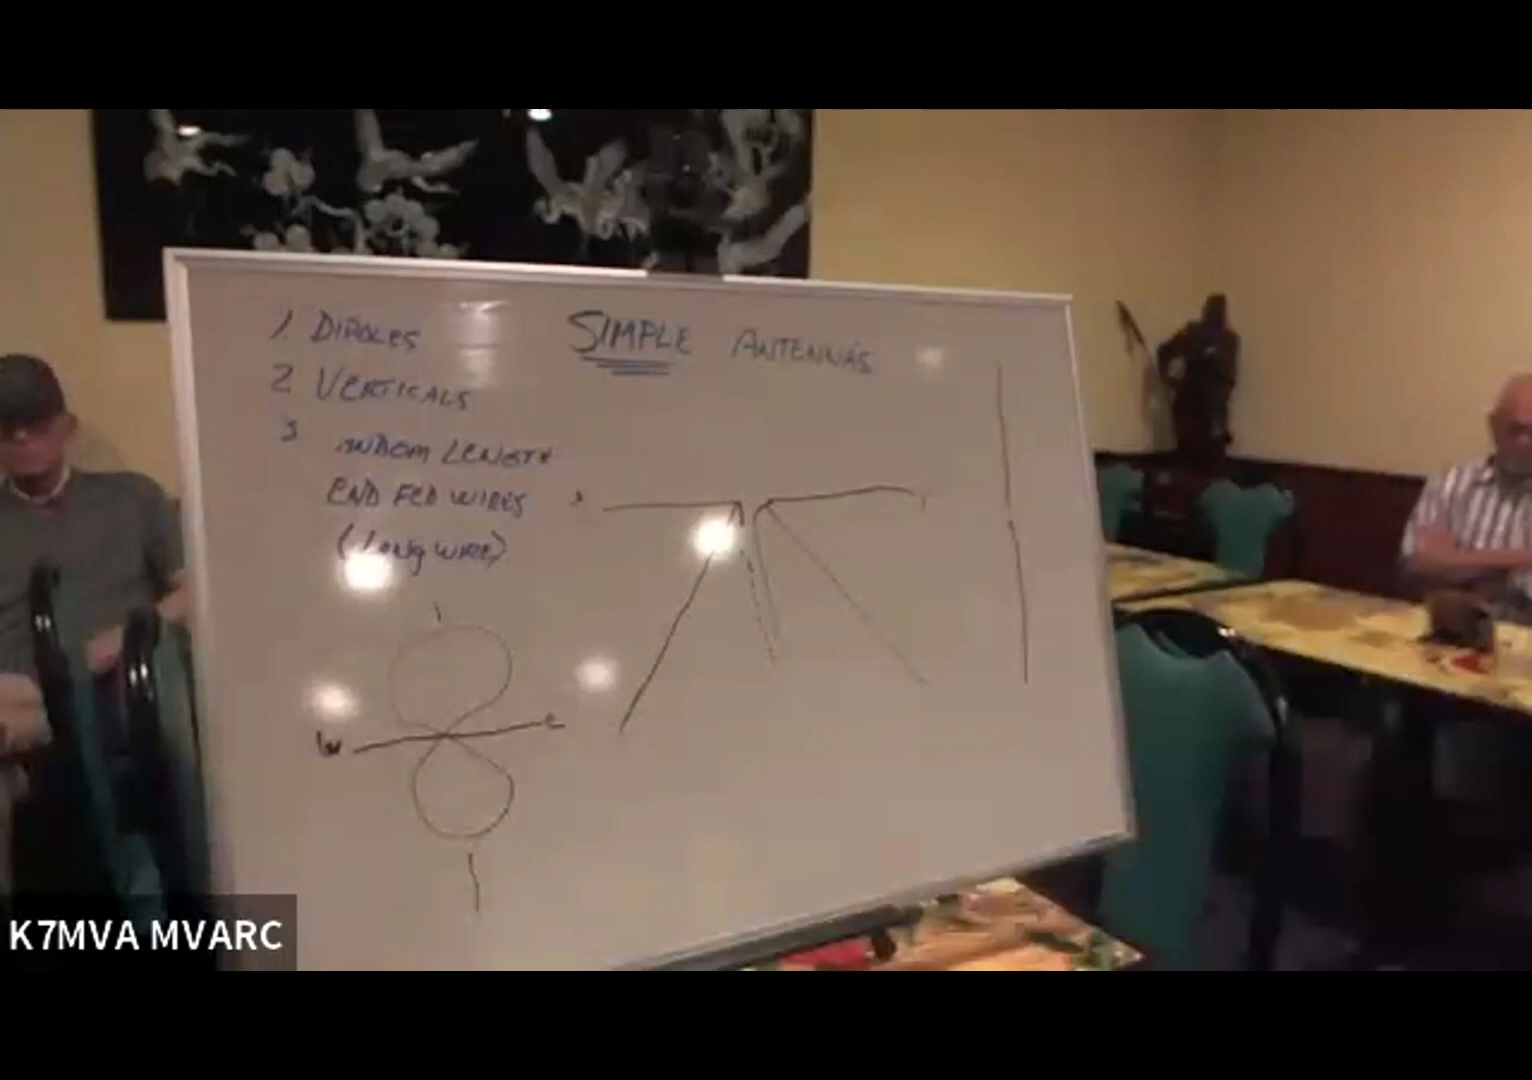 SIMPLE ANTENNAS
1 DIPOLES
2 VERTICALS
3 RANDOM LENGTH
END FED WIRES
(LONG WIRE)
W E
K7MVA MVARC